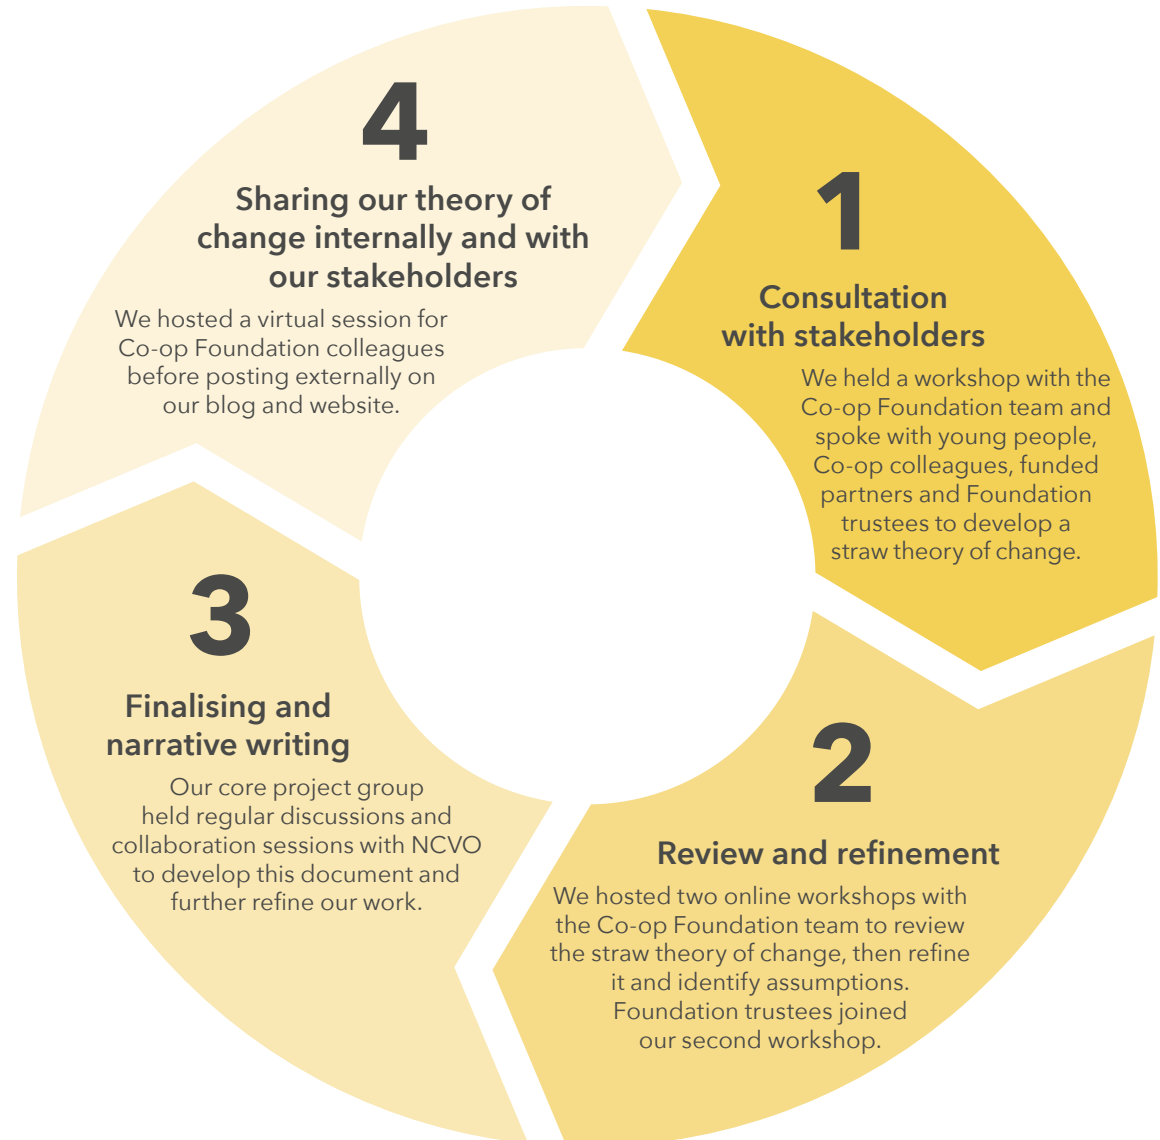 1
Consultation
with stakeholders
We held a workshop with the
Co-op Foundation team and
spoke with young people,
Co-op colleagues, funded
partners and Foundation
trustees to develop a
straw theory of change.
2
Review and refinement
We hosted two online workshops with
the Co-op Foundation team to review
the straw theory of change, then refine
it and identify assumptions.
Foundation trustees joined
our second workshop.
3
Finalising and
narrative writing
Our core project group
held regular discussions and
collaboration sessions with NCVO
to develop this document and
further refine our work.
4
Sharing our theory of
change internally and with
our stakeholders
We hosted a virtual session for
Co-op Foundation colleagues
before posting externally on
our blog and website.